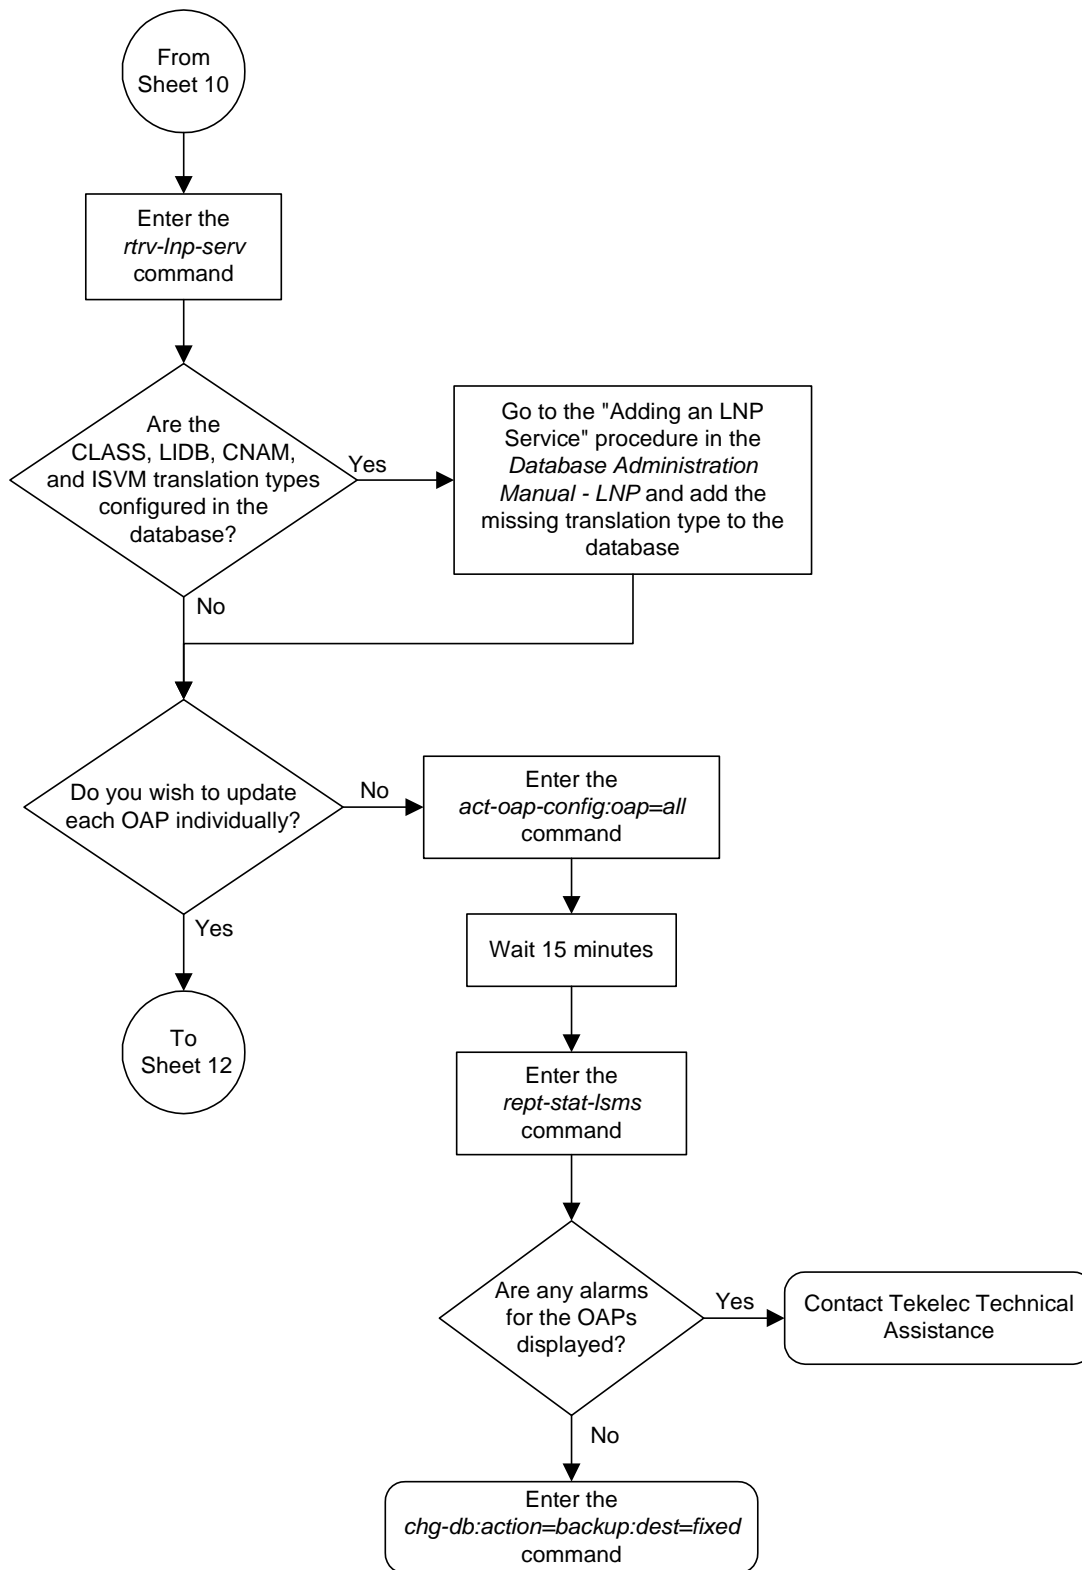 From
Sheet 10
Enter the
rtrv-lnp-serv
command
Are the
CLASS, LIDB, CNAM,
and ISVM translation types
configured in the
database?
Yes
Go to the "Adding an LNP
Service" procedure in the
Database Administration
Manual - LNP and add the
missing translation type to the
database
No
Do you wish to update
each OAP individually?
No
Enter the
act-oap-config:oap=all
command
Yes
Wait 15 minutes
To
Sheet 12
Enter the
rept-stat-lsms
command
Are any alarms
for the OAPs
displayed?
Yes
Contact Tekelec Technical
Assistance
No
Enter the
chg-db:action=backup:dest=fixed
command